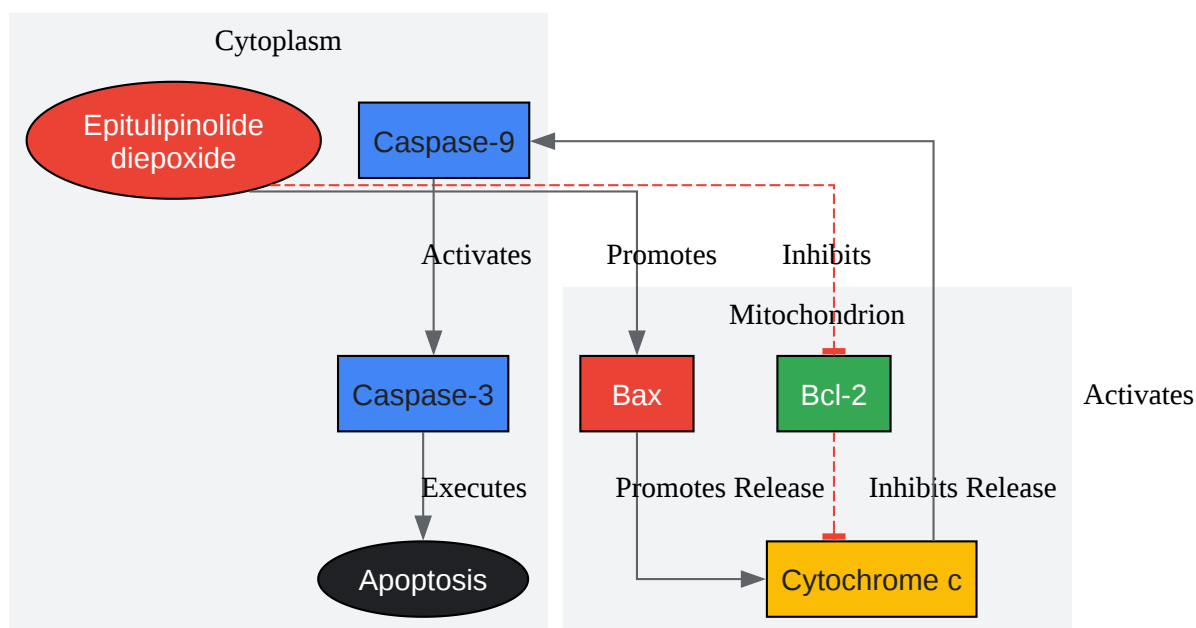 Cytoplasm
Epitulipinolide
diepoxide
Caspase-9
Activates
Promotes
Inhibits
Mitochondrion
Caspase-3
Bax
Bcl-2
Activates
Executes
Promotes Release
Inhibits Release
Apoptosis
Cytochrome c